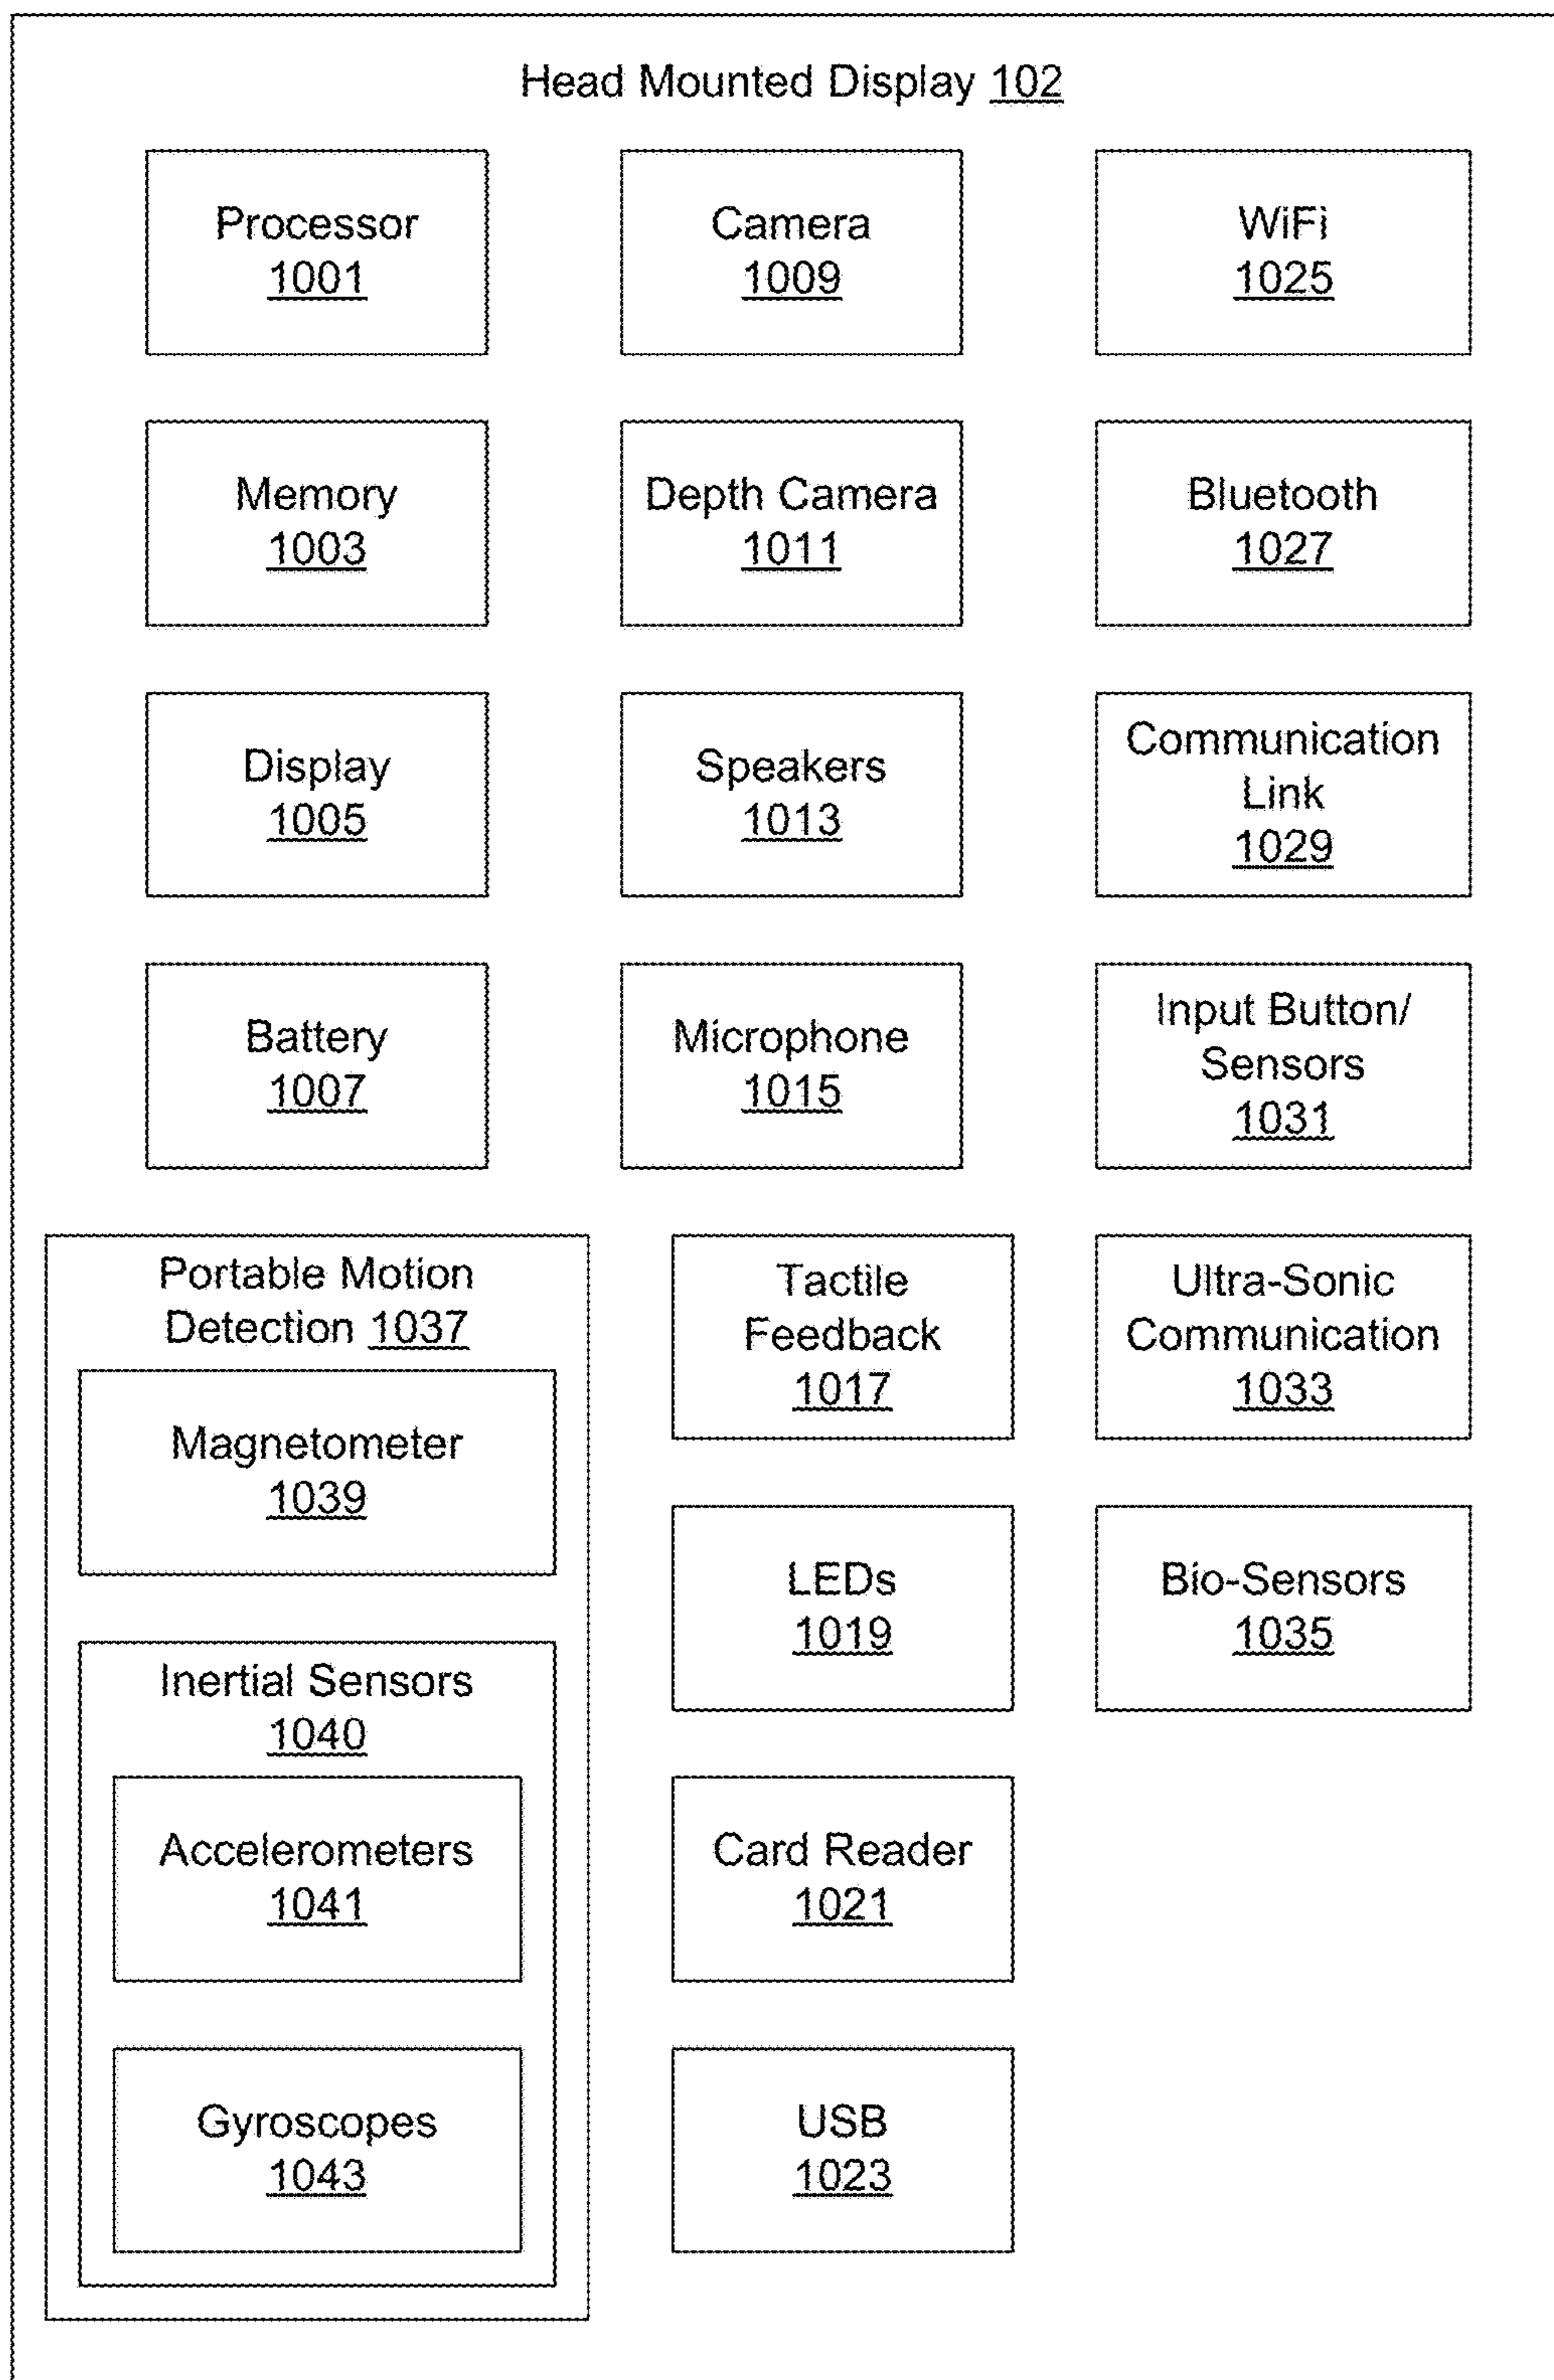 Head Mounted Display 102
Processor
1001
Camera
1009
WiFi
1025
Memory
1003
Depth Camera
1011
Bluetooth
1027
Display
1005
Speakers
1013
Communication
Link
1029
Battery
1007
Microphone
1015
Input Button/
Sensors
1031
Portable Motion
Detection 1037
Magnetometer
1039
Inertial Sensors
1040
Accelerometers
1041
Gyroscopes
1043
Tactile
Feedback
1017
Ultra-Sonic
Communication
1033
LEDs
1019
Bio-Sensors
1035
Card Reader
1021
USB
1023